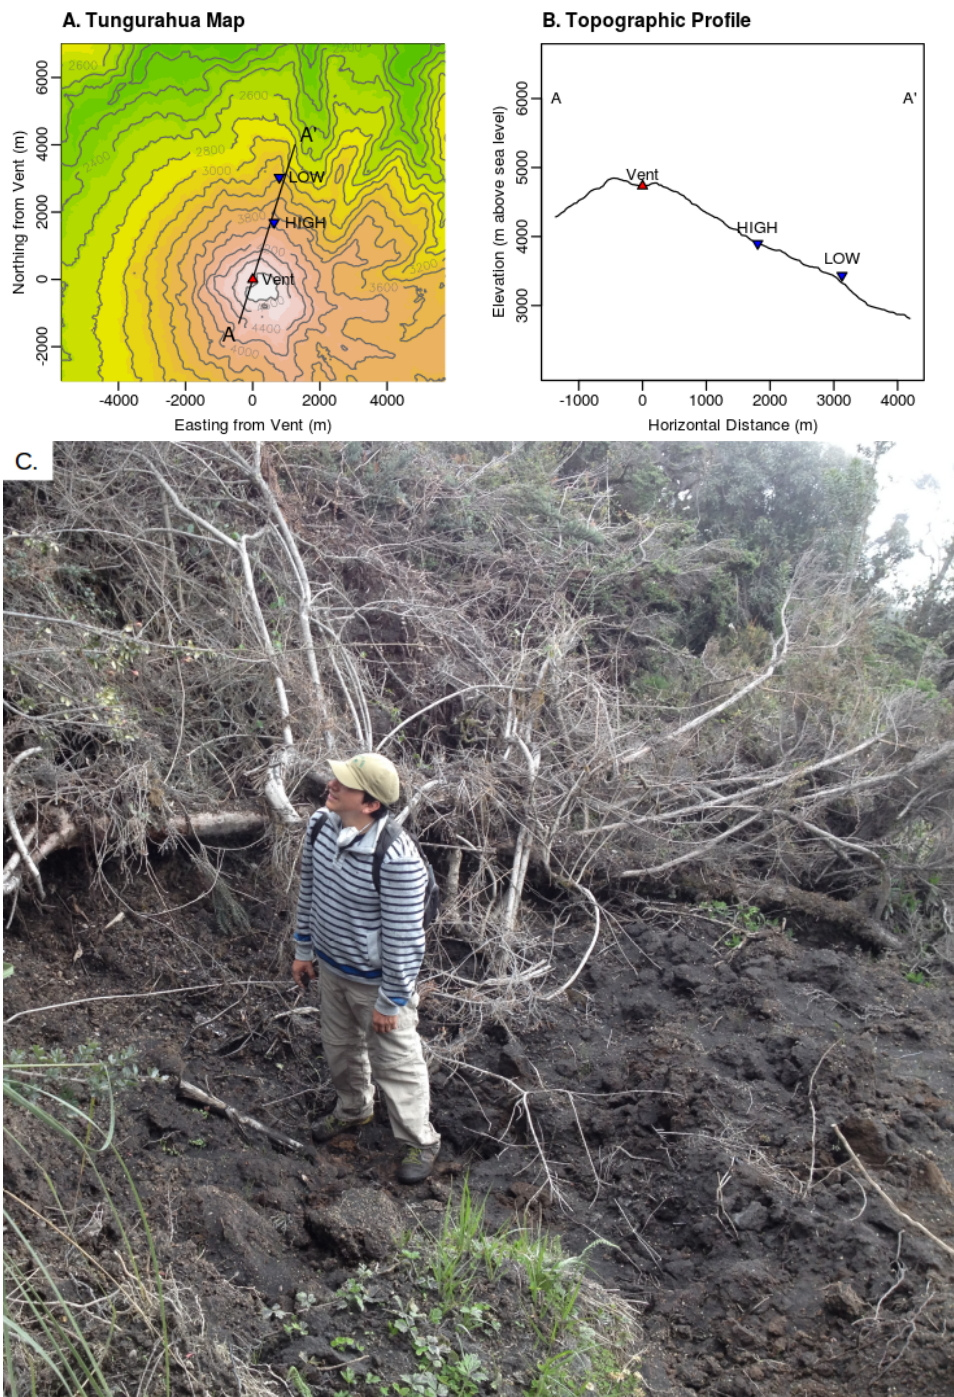 A. Tungurahua Map
2600
2200
2600
2400
2800
3000
A'
LOW
3800
HIGH
3200
Vent
3600
A
4400
4000
6000
4000
2000
0
-2000
-4000
-2000
0
2000
4000
Northing from Vent (m)
Easting from Vent (m)
B. Topographic Profile
A
A'
Vent
HIGH
LOW
6000
5000
4000
3000
-1000
0
1000
2000
3000
4000
Elevation (m above sea level)
Horizontal Distance (m)
C.